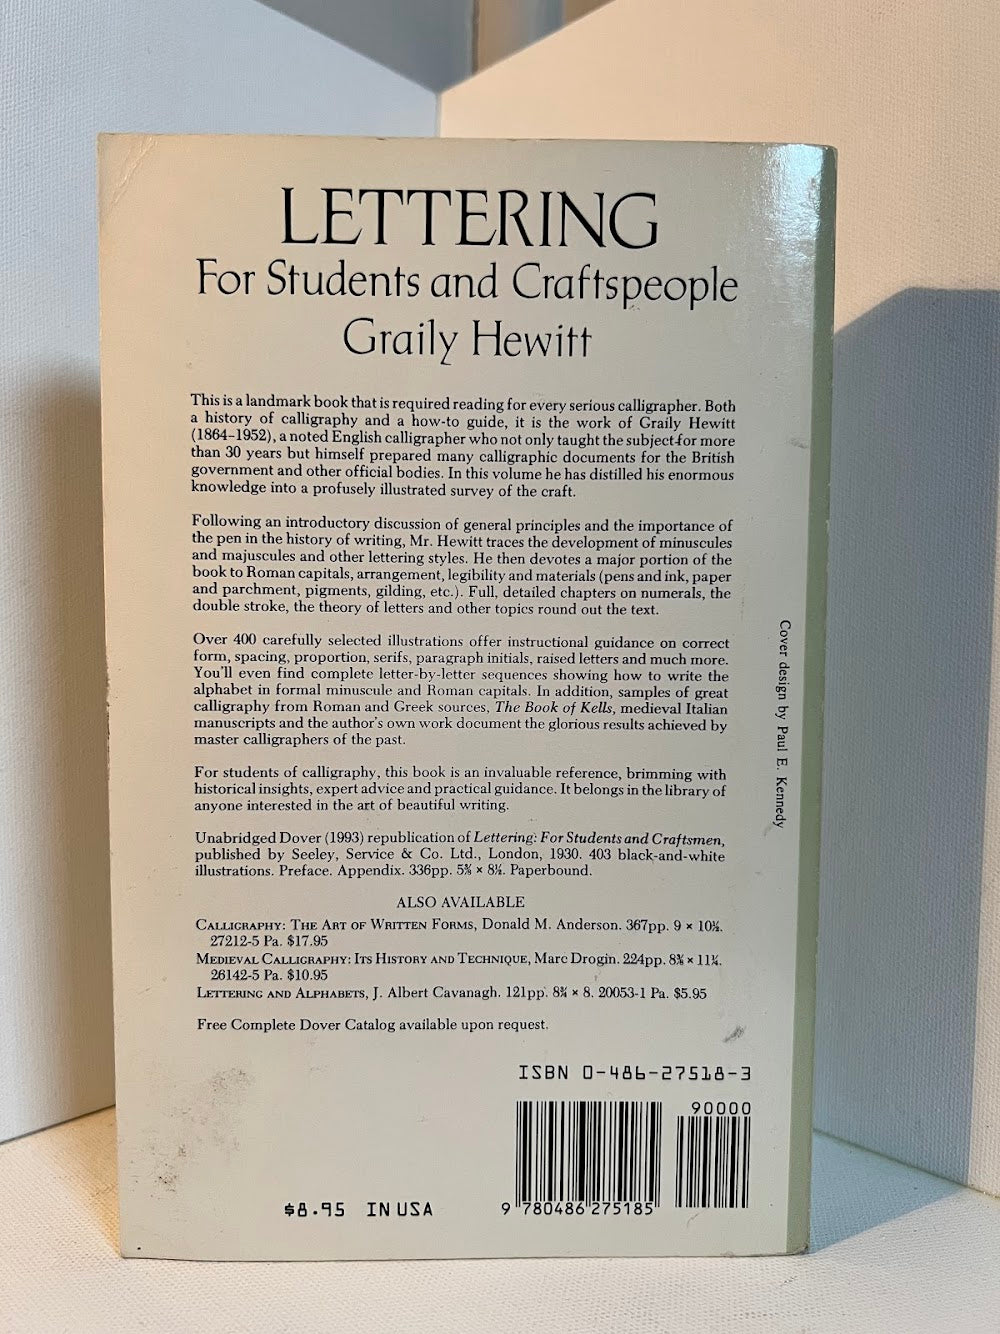 LETTERING
For Students and Craftspeople
Graily Hewitt
This is a landmark book that is required reading for every serious calligrapher. Both
a history of calligraphy and a how-to guide, it is the work of Graily Hewitt
(1864–1952), a noted English calligrapher who not only taught the subject for more
than 30 years but himself prepared many calligraphic documents for the British
government and other official bodies. In this volume he has distilled his enormous
knowledge into a profusely illustrated survey of the craft.
Following an introductory discussion of general principles and the importance of
the pen in the history of writing, Mr. Hewitt traces the development of minuscules
and majuscules and other lettering styles. He then devotes a major portion of the
book to Roman capitals, arrangement, legibility and materials (pens and ink, paper
and parchment, pigments, gilding, etc.). Full, detailed chapters on numerals, the
double stroke, the theory of letters and other topics round out the text.
Over 400 carefully selected illustrations offer instructional guidance on correct
form, spacing, proportion, serifs, paragraph initials, raised letters and much more.
You'll even find complete letter-by-letter sequences showing how to write the
alphabet in formal minuscule and Roman capitals. In addition, samples of great
calligraphy from Roman and Greek sources, The Book of Kells, medieval Italian
manuscripts and the author's own work document the glorious results achieved by
master calligraphers of the past.
For students of calligraphy, this book is an invaluable reference, brimming with
historical insights, expert advice and practical guidance. It belongs in the library of
anyone interested in the art of beautiful writing.
Unabridged Dover (1993) republication of Lettering: For Students and Craftsmen,
published by Seeley, Service & Co. Ltd., London, 1930. 403 black-and-white
illustrations. Preface. Appendix. 336pp. 5⅜ × 8½. Paperbound.
ALSO AVAILABLE
CALLIGRAPHY: THE ART OF WRITTEN FORMS, Donald M. Anderson. 367pp. 9 × 10¾.
27212-5 Pa. $17.95
MEDIEVAL CALLIGRAPHY: ITS HISTORY AND TECHNIQUE, Marc Drogin. 224pp. 8⅜ × 11¼.
26142-5 Pa. $10.95
LETTERING AND ALPHABETS, J. Albert Cavanagh. 121pp. 8¾ × 8. 20053-1 Pa. $5.95
Free Complete Dover Catalog available upon request.
Cover design by Paul E. Kennedy
ISBN 0-486-27518-3
90000
9 780486 275185
$8.95 IN USA